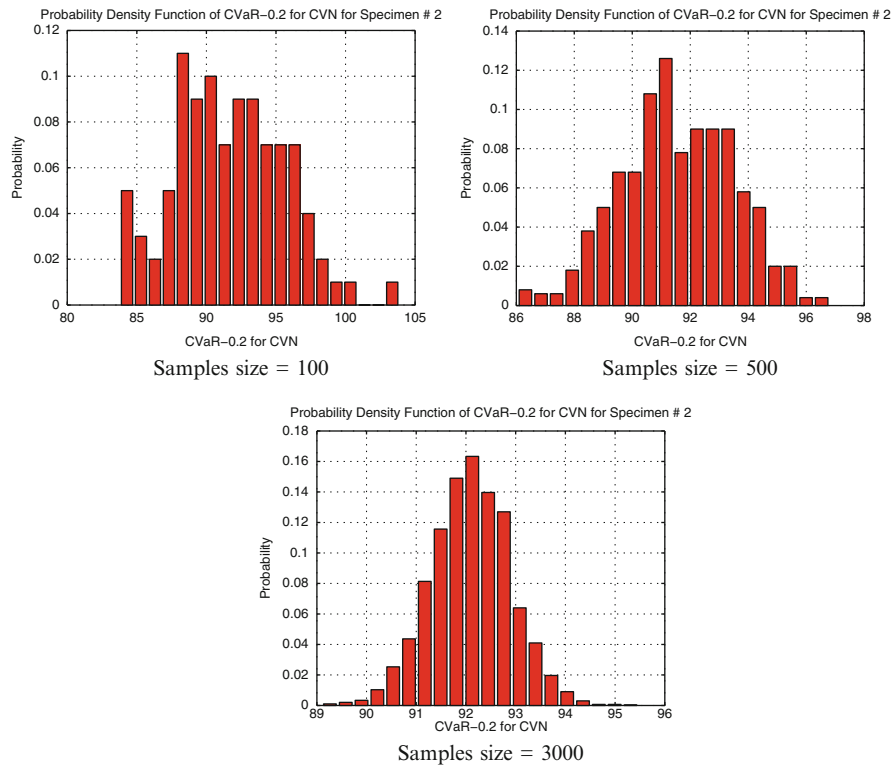 Probability Density Function of CVaR−0.2 for CVN for Specimen # 2
0.12
0.1
0.08
0.06
0.04
0.02
0
Probability
80 85 90 95 100 105
CVaR−0.2 for CVN
Samples size = 100
Probability Density Function of CVaR−0.2 for CVN for Specimen # 2
0.14
0.12
0.1
0.08
0.06
0.04
0.02
0
Probability
86 88 90 92 94 96 98
CVaR−0.2 for CVN
Samples size = 500
Probability Density Function of CVaR−0.2 for CVN for Specimen # 2
0.18
0.16
0.14
0.12
0.1
0.08
0.06
0.04
0.02
0
Probability
89 90 91 92 93 94 95 96
CVaR−0.2 for CVN
Samples size = 3000